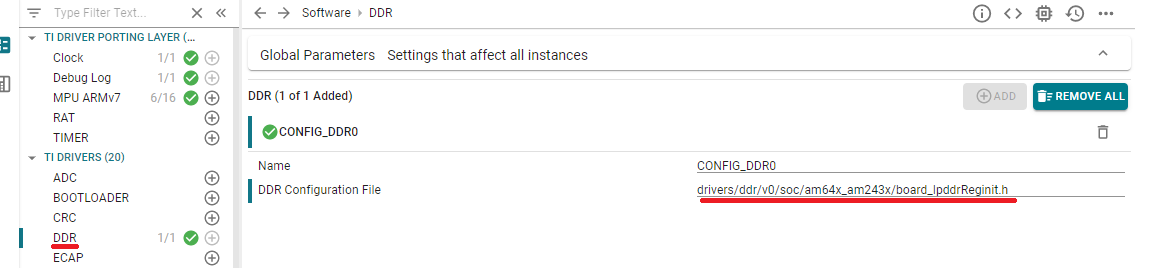 Type Filter Text...
Software > DDR
TI DRIVER PORTING LAYER (...
Clock 1/1
Debug Log 1/1
MPU ARMv7 6/16
RAT
TIMER
TI DRIVERS (20)
ADC
BOOTLOADER
CRC
DDR 1/1
ECAP
Global Parameters Settings that affect all instances
DDR (1 of 1 Added)
ADD
REMOVE ALL
CONFIG_DDR0
Name CONFIG_DDR0
DDR Configuration File drivers/ddr/v0/soc/am64x_am243x/board_lpddrReginit.h